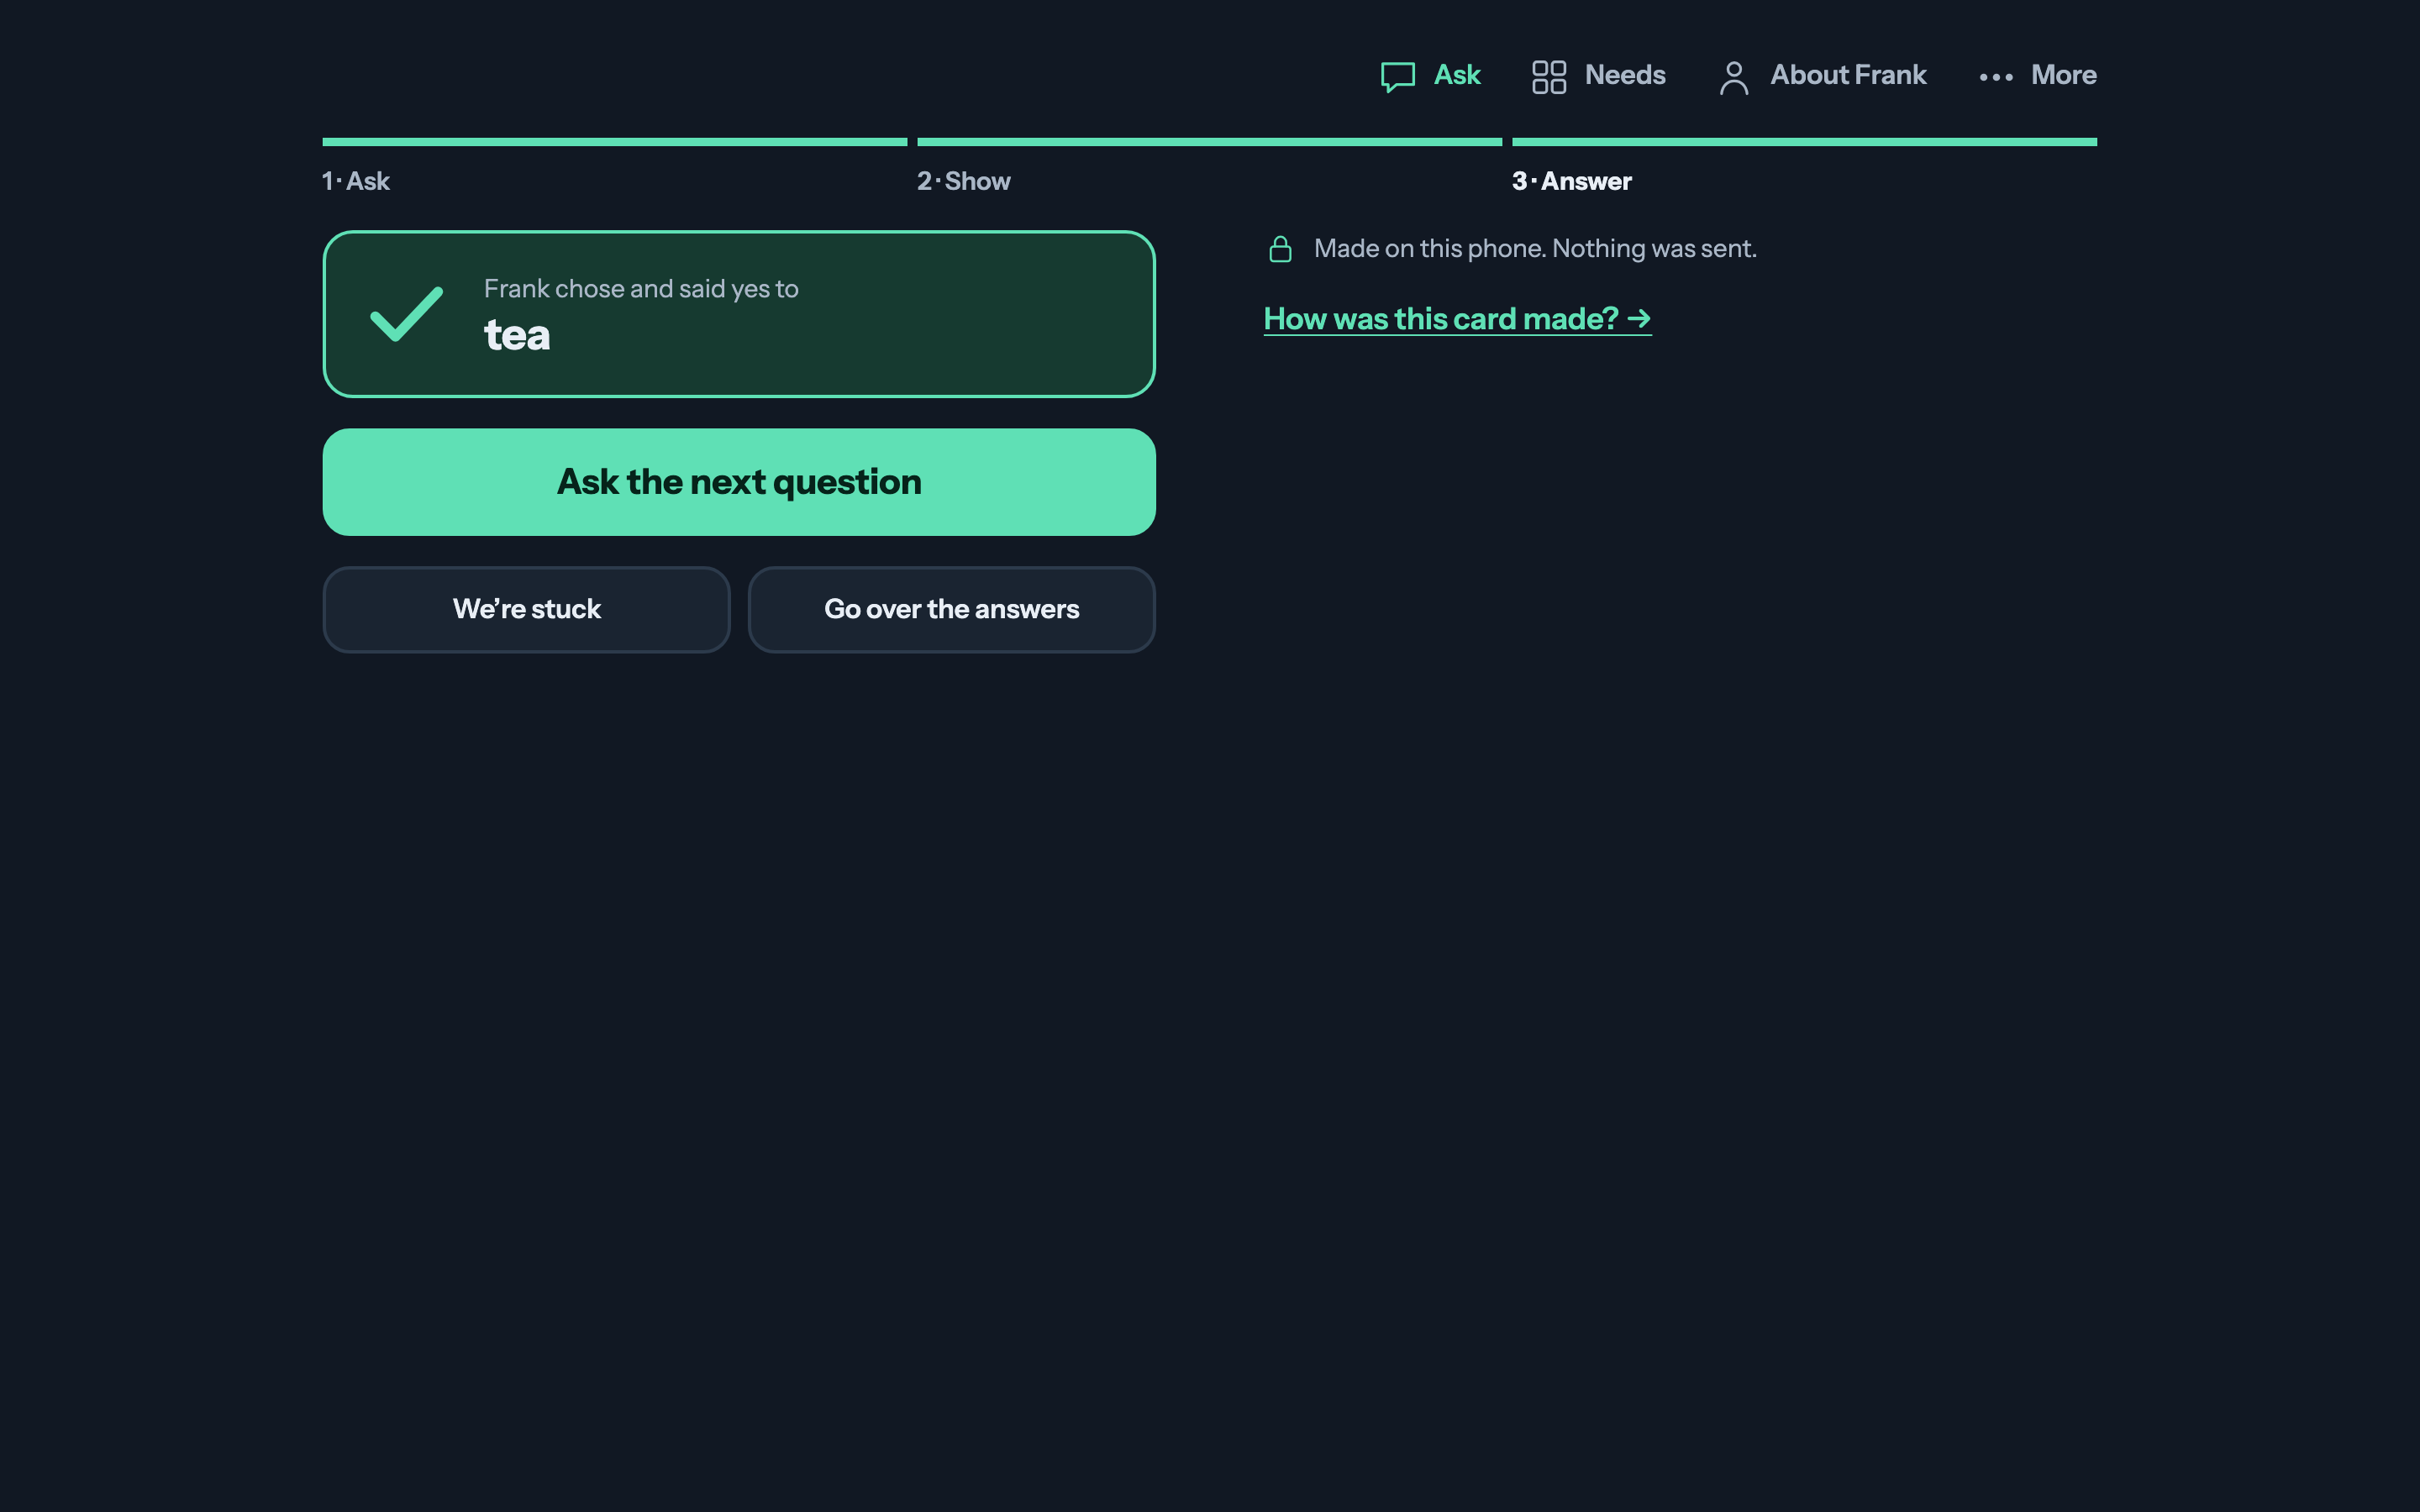 Ask
Needs
About Frank
More
1 · Ask
2 · Show
3 · Answer
Frank chose and said yes to
tea
Ask the next question
We’re stuck
Go over the answers
Made on this phone. Nothing was sent.
How was this card made? →